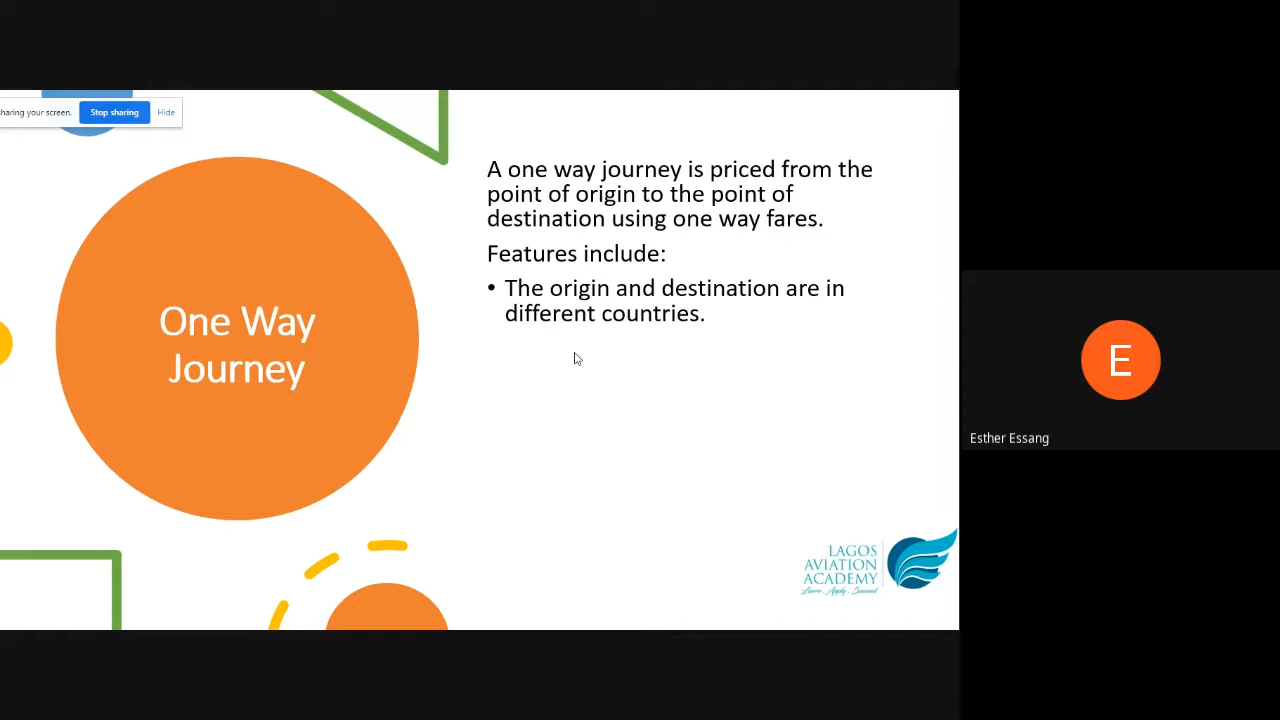 haring your screen. Stop sharing Hide
A one way journey is priced from the
point of origin to the point of
destination using one way fares.
Features include:
• The origin and destination are in
different countries.
One Way
Journey
E
Esther Essang
LAGOS
AVIATION
ACADEMY
Learn . Apply . Succeed